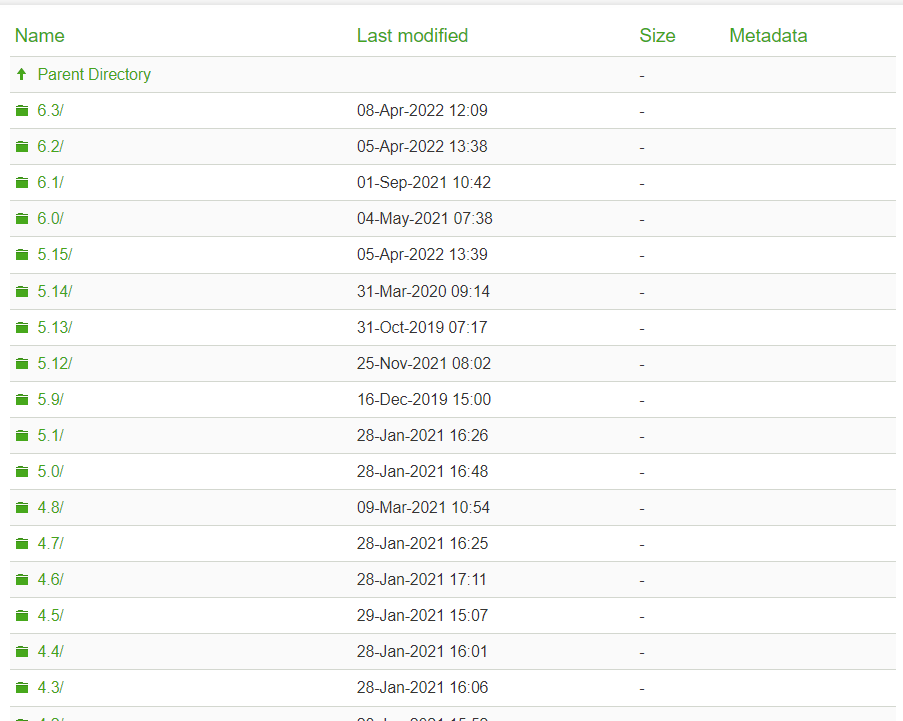 Name Last modified Size Metadata
Parent Directory -
6.3/ 08-Apr-2022 12:09 -
6.2/ 05-Apr-2022 13:38 -
6.1/ 01-Sep-2021 10:42 -
6.0/ 04-May-2021 07:38 -
5.15/ 05-Apr-2022 13:39 -
5.14/ 31-Mar-2020 09:14 -
5.13/ 31-Oct-2019 07:17 -
5.12/ 25-Nov-2021 08:02 -
5.9/ 16-Dec-2019 15:00 -
5.1/ 28-Jan-2021 16:26 -
5.0/ 28-Jan-2021 16:48 -
4.8/ 09-Mar-2021 10:54 -
4.7/ 28-Jan-2021 16:25 -
4.6/ 28-Jan-2021 17:11 -
4.5/ 29-Jan-2021 15:07 -
4.4/ 28-Jan-2021 16:01 -
4.3/ 28-Jan-2021 16:06 -